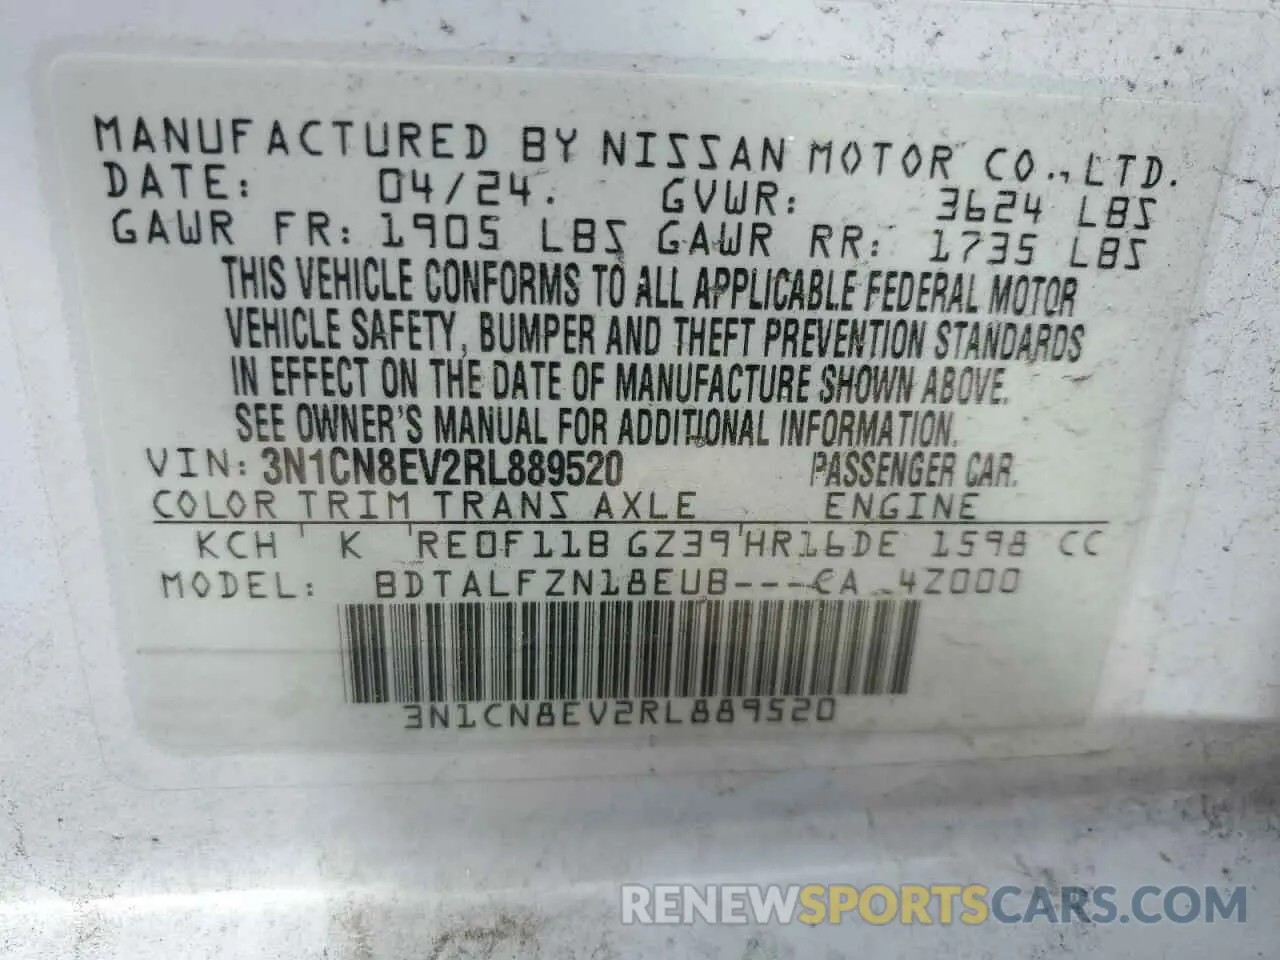 MANUFACTURED BY NISSAN MOTOR CO., LTD.
DATE: 04/24. GVWR: 3624 LBS
GAWR FR: 1905 LBS GAWR RR: 1735 LBS
THIS VEHICLE CONFORMS TO ALL APPLICABLE FEDERAL MOTOR
VEHICLE SAFETY, BUMPER AND THEFT PREVENTION STANDARDS
IN EFFECT ON THE DATE OF MANUFACTURE SHOWN ABOVE.
SEE OWNER'S MANUAL FOR ADDITIONAL INFORMATION.
VIN: 3N1CN8EV2RL889520 PASSENGER CAR.
COLOR TRIM TRANS AXLE ENGINE
KCH K RE0F11B GZ39 HR16DE 1598 CC
MODEL: BDTALFZN18EUB---CA 4Z000
3N1CN8EV2RL889520
RENEWSPORTSCARS.COM